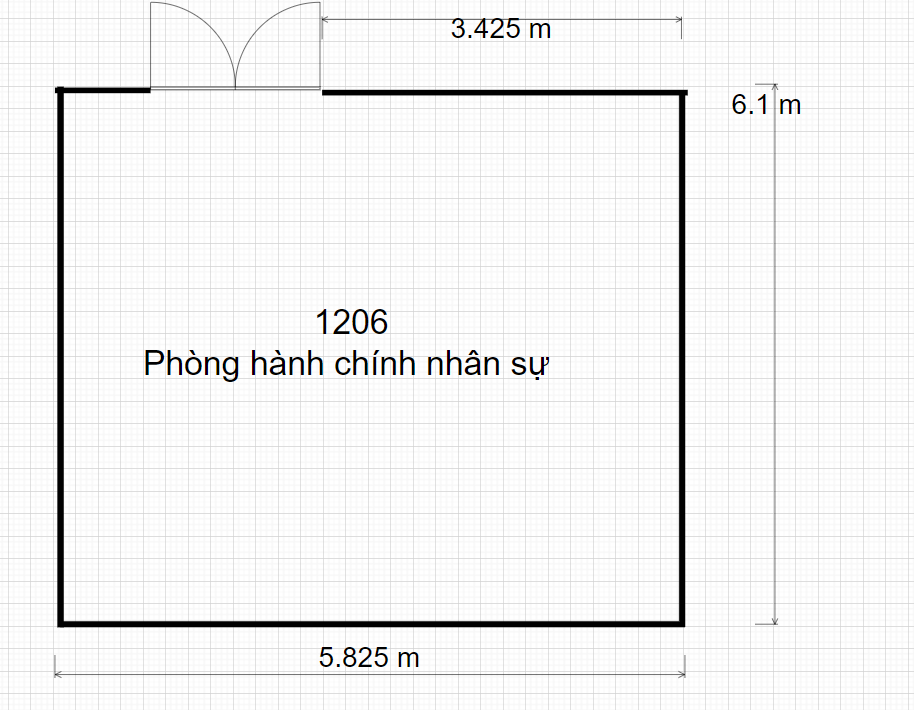 3.425 m
6.1 m
1206
Phòng hành chính nhân sự
5.825 m